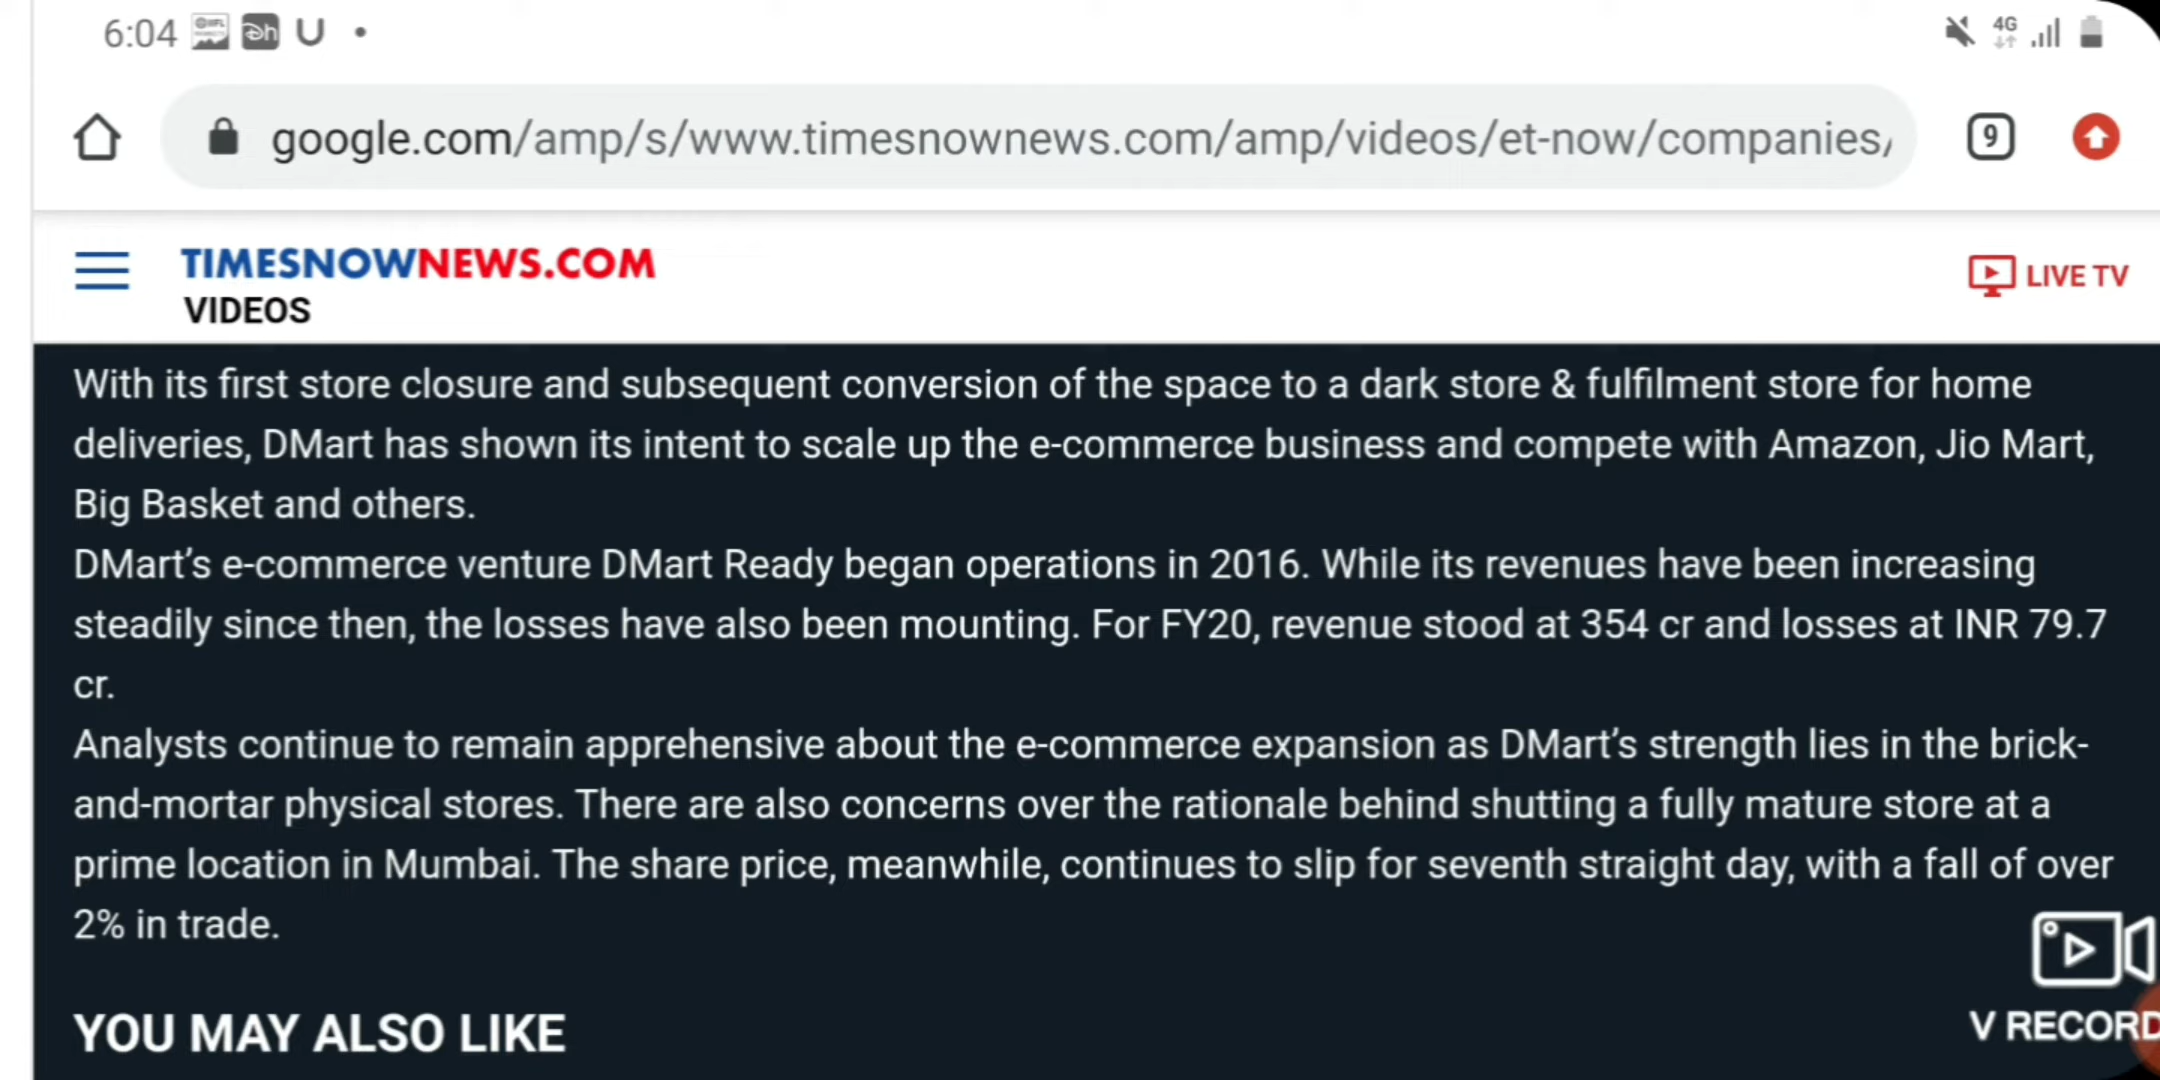 6:04
4G
google.com/amp/s/www.timesnownews.com/amp/videos/et-now/companies/
9
TIMESNOWNEWS.COM
VIDEOS
LIVE TV
With its first store closure and subsequent conversion of the space to a dark store & fulfilment store for home
deliveries, DMart has shown its intent to scale up the e-commerce business and compete with Amazon, Jio Mart,
Big Basket and others.
DMart's e-commerce venture DMart Ready began operations in 2016. While its revenues have been increasing
steadily since then, the losses have also been mounting. For FY20, revenue stood at 354 cr and losses at INR 79.7
cr.
Analysts continue to remain apprehensive about the e-commerce expansion as DMart's strength lies in the brick-
and-mortar physical stores. There are also concerns over the rationale behind shutting a fully mature store at a
prime location in Mumbai. The share price, meanwhile, continues to slip for seventh straight day, with a fall of over
2% in trade.
V RECORD
YOU MAY ALSO LIKE